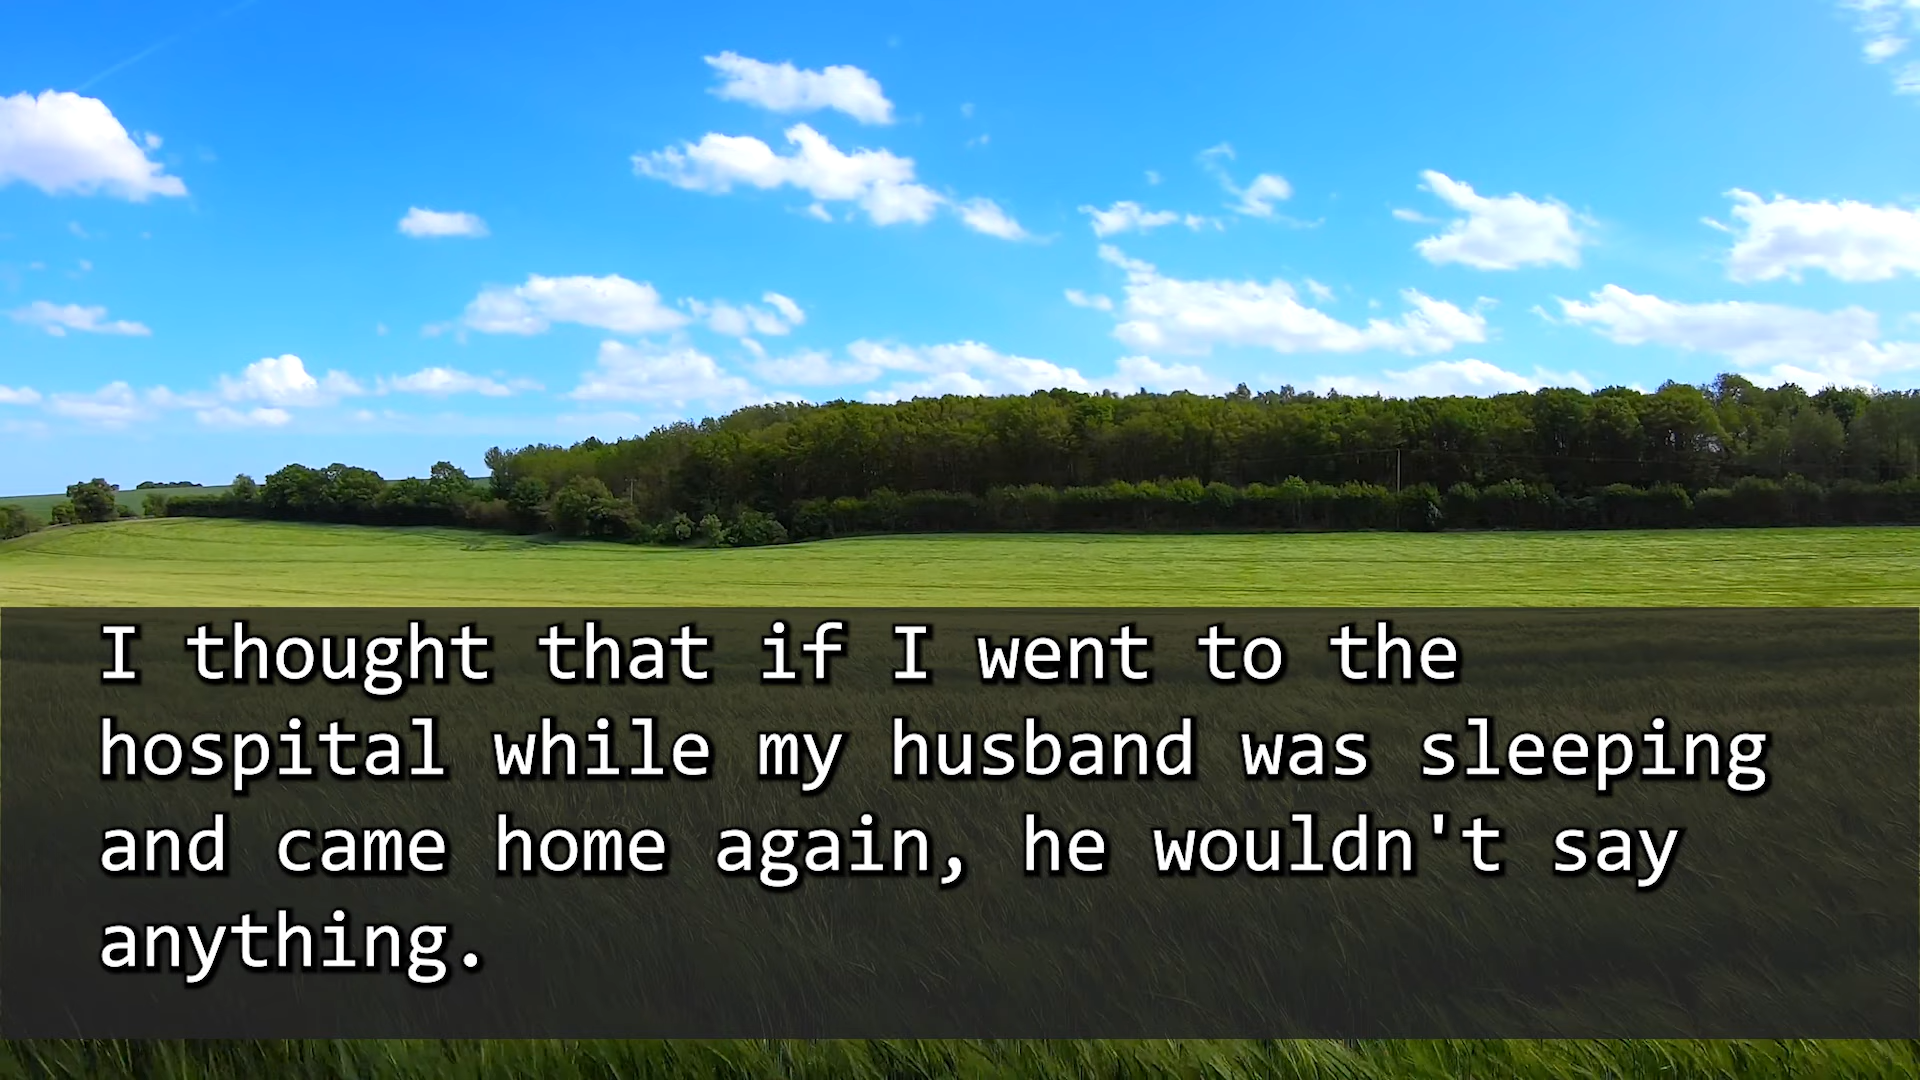 I thought that if I went to the
hospital while my husband was sleeping
and came home again, he wouldn't say
anything.